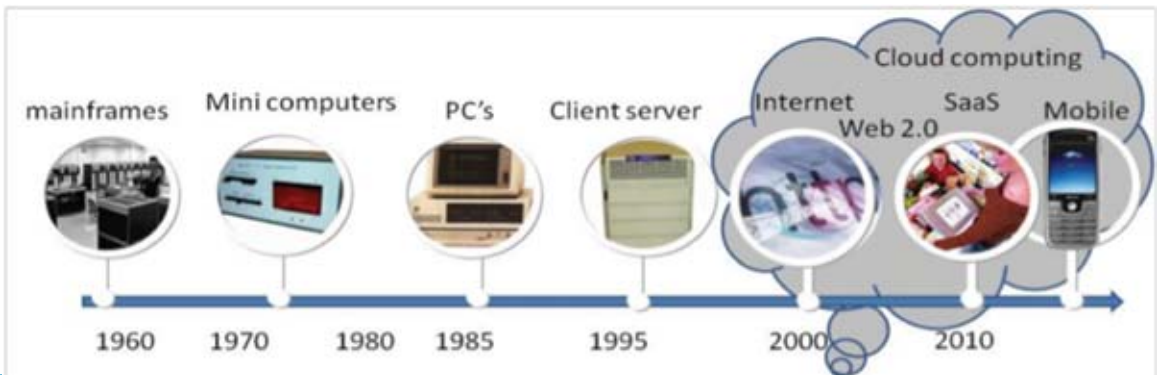 Cloud computing
mainframes
Mini computers
PC's
Client server
Internet
Web 2.0
SaaS
Mobile
1960
1970
1980
1985
1995
2000
2010